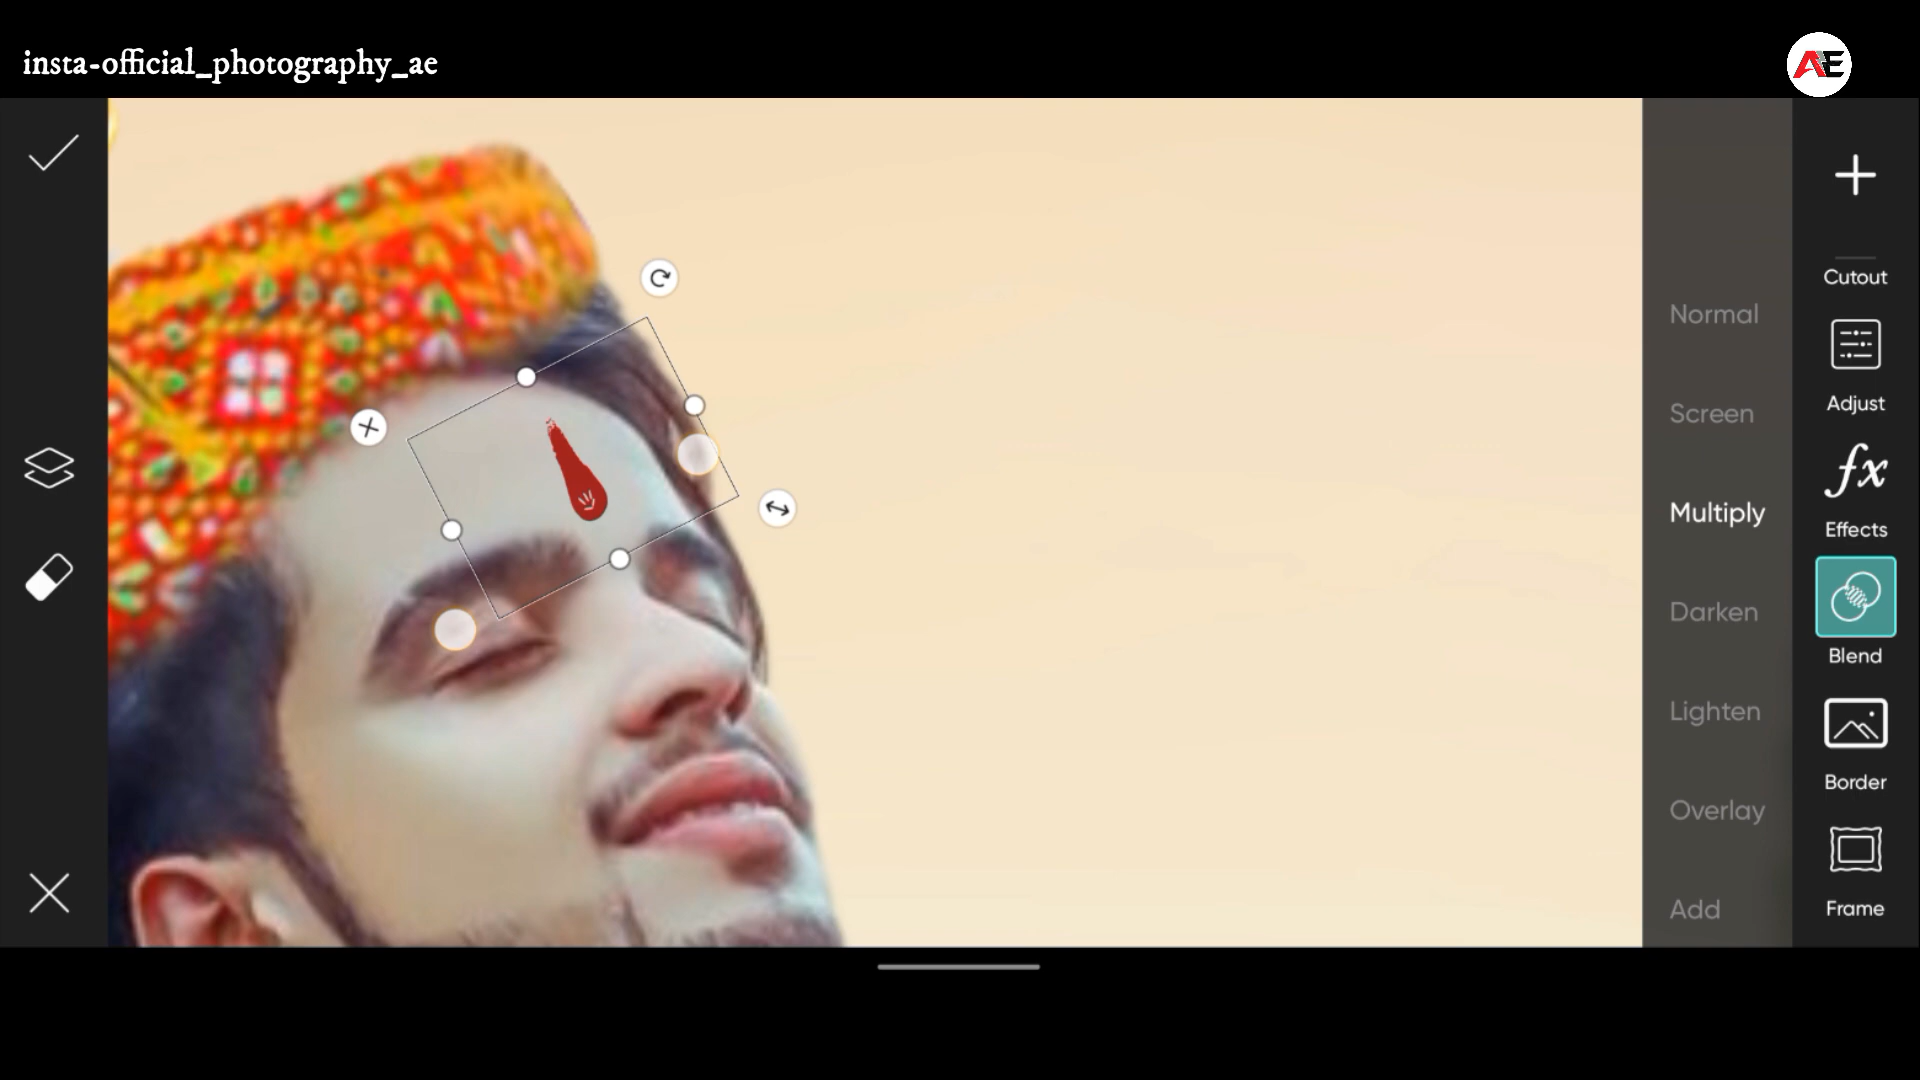 insta-official_photography_ae
AE
Cutout
Normal
Adjust
Screen
fx
Multiply
Effects
Darken
Blend
Lighten
Border
Overlay
Add
Frame